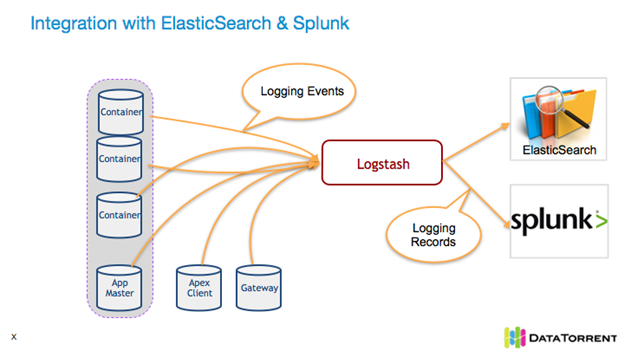 Integration with ElasticSearch & Splunk
Logging Events
Container
Container
Container
App
Master
Apex
Client
Gateway
Logstash
Logging
Records
ElasticSearch
splunk>
X
DATATORRENT